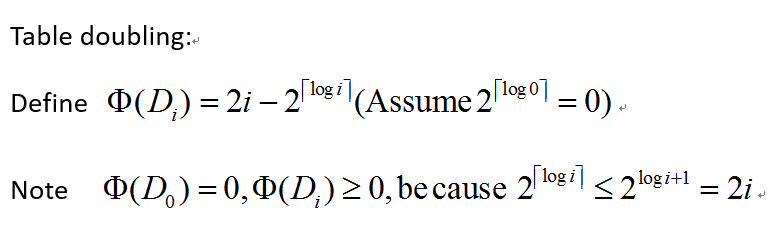 Table doubling:
Define Φ(D_i) = 2i − 2^{⌈log i⌉}(Assume 2^{⌈log 0⌉} = 0)
Note Φ(D_0) = 0, Φ(D_i) ≥ 0, because 2^{⌈log i⌉} ≤ 2^{log i+1} = 2i